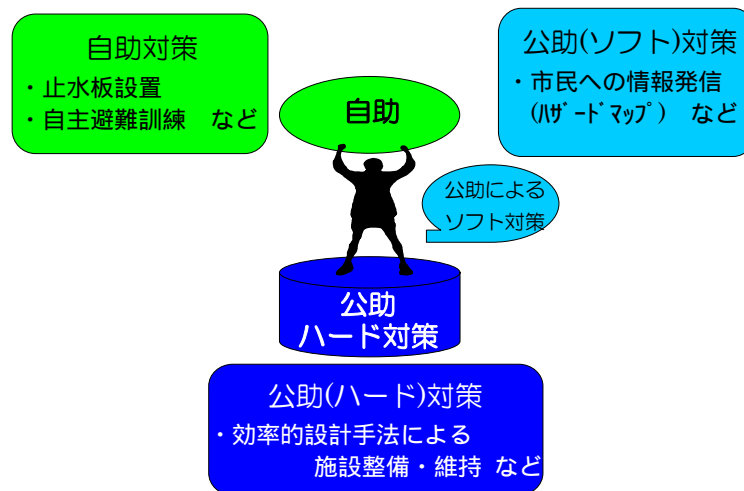 自助対策
・止水板設置
・自主避難訓練　など
公助(ソフト)対策
・市民への情報発信
(ﾊｻﾞｰﾄﾞﾏｯﾌﾟ)　など
自助
公助による
ソフト対策
公助
ハード対策
公助(ハード)対策
・効率的設計手法による
施設整備・維持 など